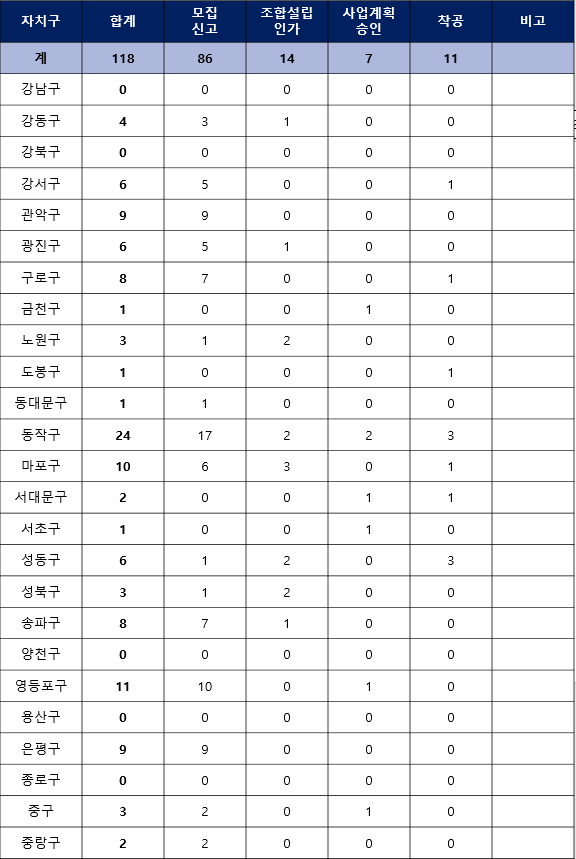 자치구 합계 모집 신고 조합설립 인가 사업계획 승인 착공 비고
계 118 86 14 7 11
강남구 0 0 0 0 0
강동구 4 3 1 0 0
강북구 0 0 0 0 0
강서구 6 5 0 0 1
관악구 9 9 0 0 0
광진구 6 5 1 0 0
구로구 8 7 0 0 1
금천구 1 0 0 1 0
노원구 3 1 2 0 0
도봉구 1 0 0 0 1
동대문구 1 1 0 0 0
동작구 24 17 2 2 3
마포구 10 6 3 0 1
서대문구 2 0 0 1 1
서초구 1 0 0 1 0
성동구 6 1 2 0 3
성북구 3 1 2 0 0
송파구 8 7 1 0 0
양천구 0 0 0 0 0
영등포구 11 10 0 1 0
용산구 0 0 0 0 0
은평구 9 9 0 0 0
종로구 0 0 0 0 0
중구 3 2 0 1 0
중랑구 2 2 0 0 0